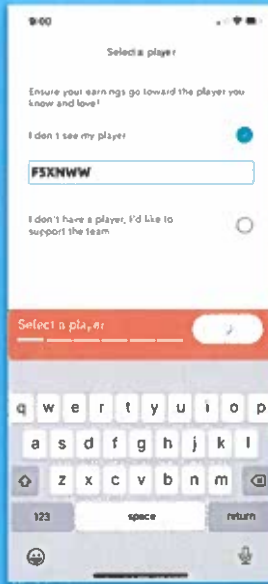 9:00
Select a player
Ensure your earnings go toward the player you
know and love!
I don't see my player
F5XNWW
I don't have a player, I'd like to
support the team
Select a player
q w e r t y u i o p
a s d f g h j k l
z x c v b n m
123 space return